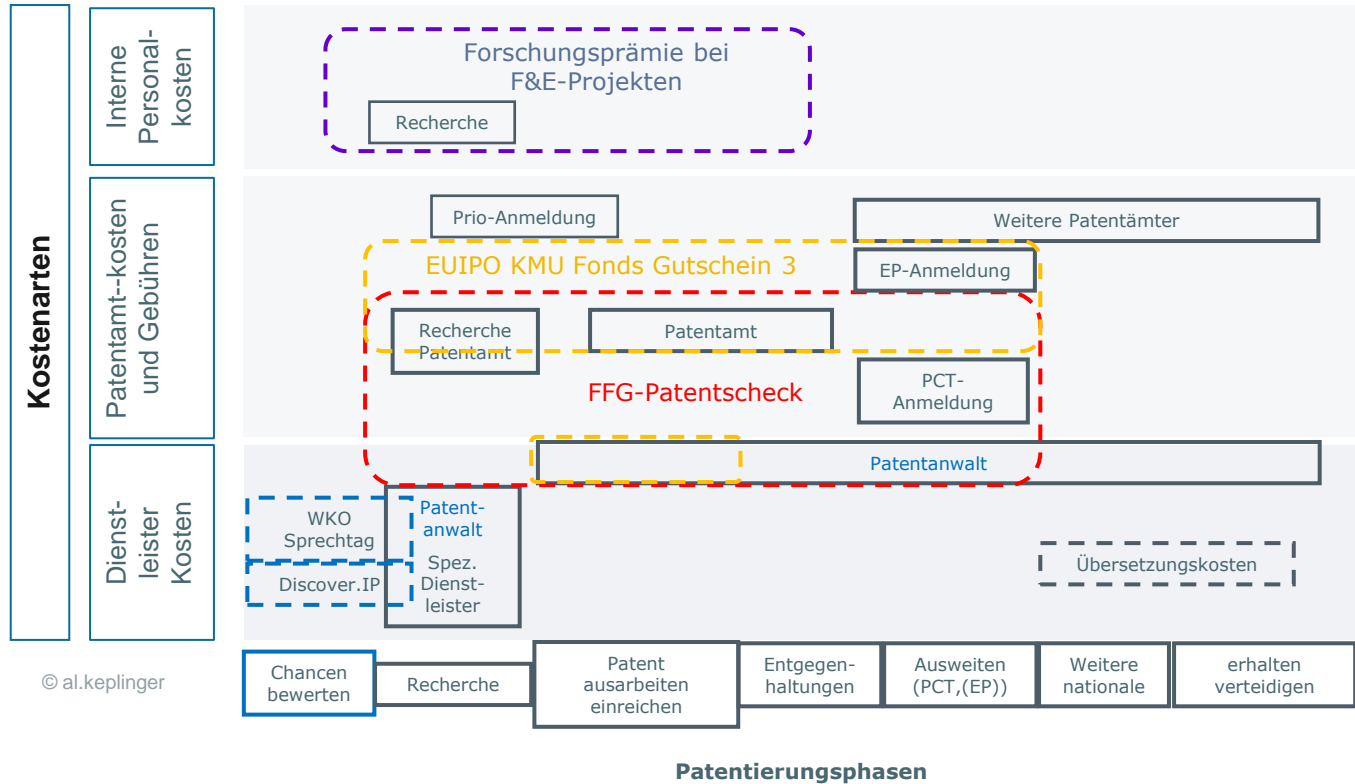 Kostenarten
Interne
Personal-
kosten
Forschungsprämie bei
F&E-Projekten
Recherche
Patentamt--kosten
und Gebühren
Prio-Anmeldung
Weitere Patentämter
EUIPO KMU Fonds Gutschein 3
EP-Anmeldung
Recherche
Patentamt
Patentamt
FFG-Patentscheck
PCT-
Anmeldung
Dienst-
leister
Kosten
Patentanwalt
WKO
Sprechtag
Discover.IP
Patent-
anwalt
Spez.
Dienst-
leister
Übersetzungskosten
© al.keplinger
Chancen
bewerten
Recherche
Patent
ausarbeiten
einreichen
Entgegen-
haltungen
Ausweiten
(PCT,(EP))
Weitere
nationale
erhalten
verteidigen
Patentierungsphasen